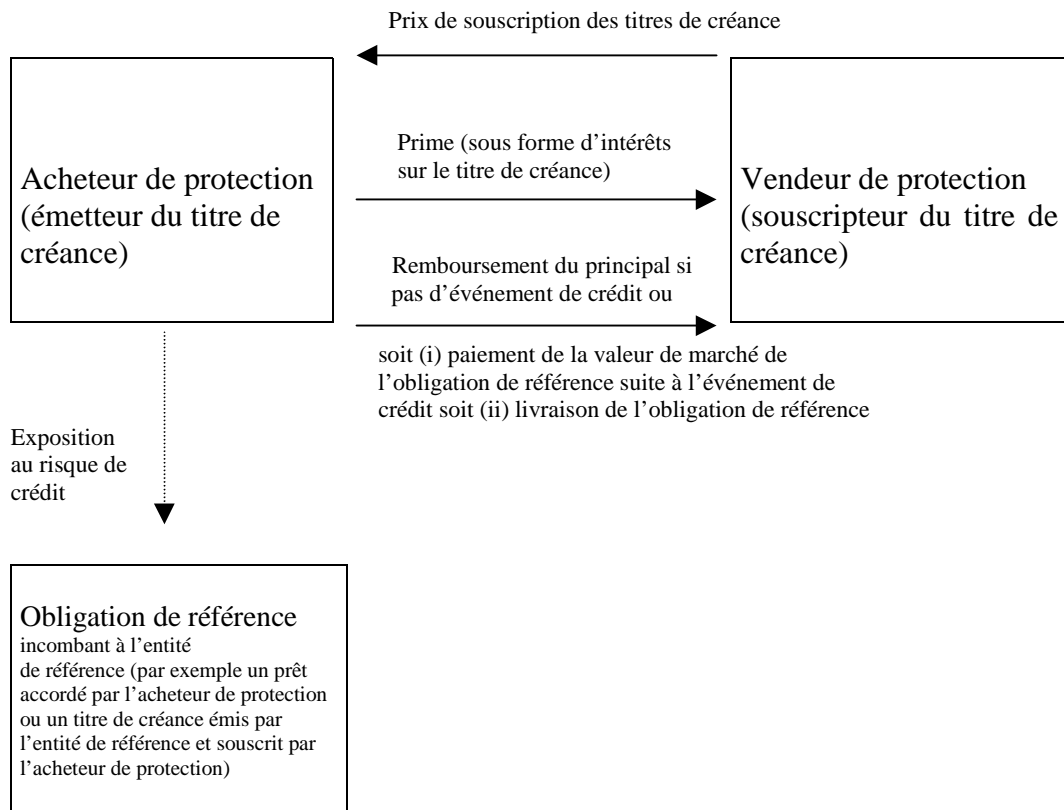 Prix de souscription des titres de créance
Acheteur de protection
(émetteur du titre de
créance)
Prime (sous forme d'intérêts
sur le titre de créance)
Vendeur de protection
(souscripteur du titre de
créance)
Remboursement du principal si
pas d'événement de crédit ou
soit (i) paiement de la valeur de marché de
l'obligation de référence suite à l'événement de
crédit soit (ii) livraison de l'obligation de référence
Exposition
au risque de
crédit
Obligation de référence
incombant à l'entité
de référence (par exemple un prêt
accordé par l'acheteur de protection
ou un titre de créance émis par
l'entité de référence et souscrit par
l'acheteur de protection)